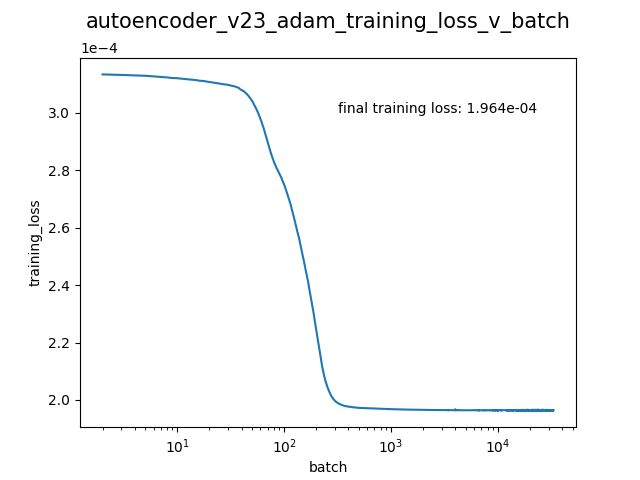 autoencoder_v23_adam_training_loss_v_batch
1e−4
final training loss: 1.964e-04
3.0
2.8
2.6
2.4
2.2
2.0
training_loss
10¹ 10² 10³ 10⁴
batch